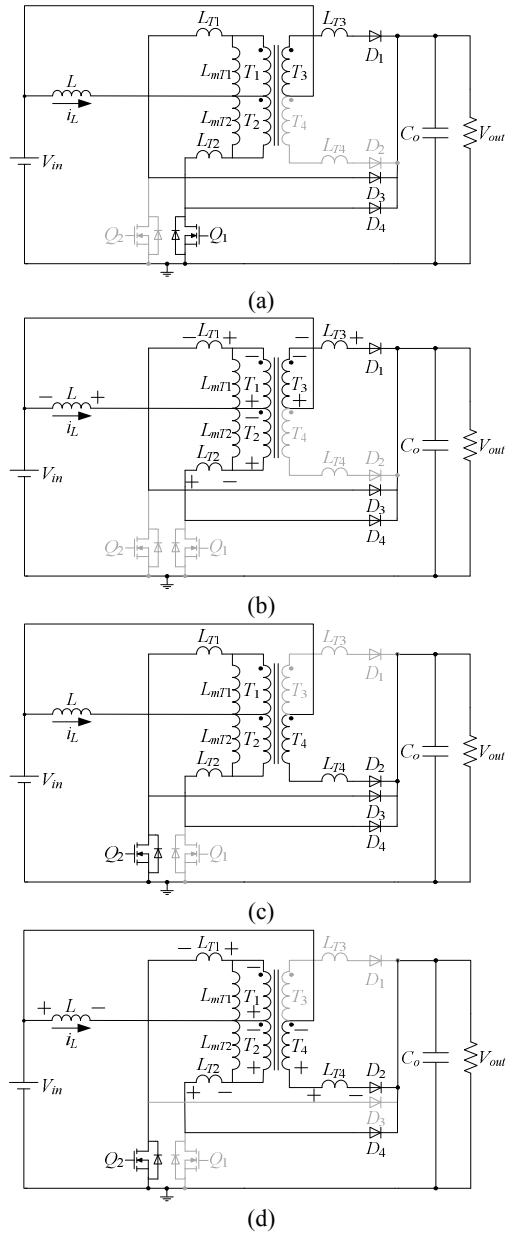 L_T1 L_T3
D_1
L L_mT1 T_1 T_3
i_L L_mT2 T_2 T_4 C_o V_out
L_T2 L_T4 D_2
V_in D_3
D_4
Q_2 Q_1
(a)
− L_T1 + − − L_T3 +
D_1
− L + L_mT1 T_1 T_3
+ − +
i_L L_mT2 T_2 T_4 C_o V_out
L_T2 + L_T4 D_2
V_in + − D_3
D_4
Q_2 Q_1
(b)
L_T1 L_T3
D_1
L L_mT1 T_1 T_3
i_L L_mT2 T_2 T_4 C_o V_out
L_T2 L_T4 D_2
V_in D_3
D_4
Q_2 Q_1
(c)
− L_T1 + − L_T3
D_1
+ L − L_mT1 T_1 T_3
+ − −
i_L L_mT2 T_2 T_4 C_o V_out
L_T2 + + L_T4 D_2
V_in + − + − D_3
D_4
Q_2 Q_1
(d)